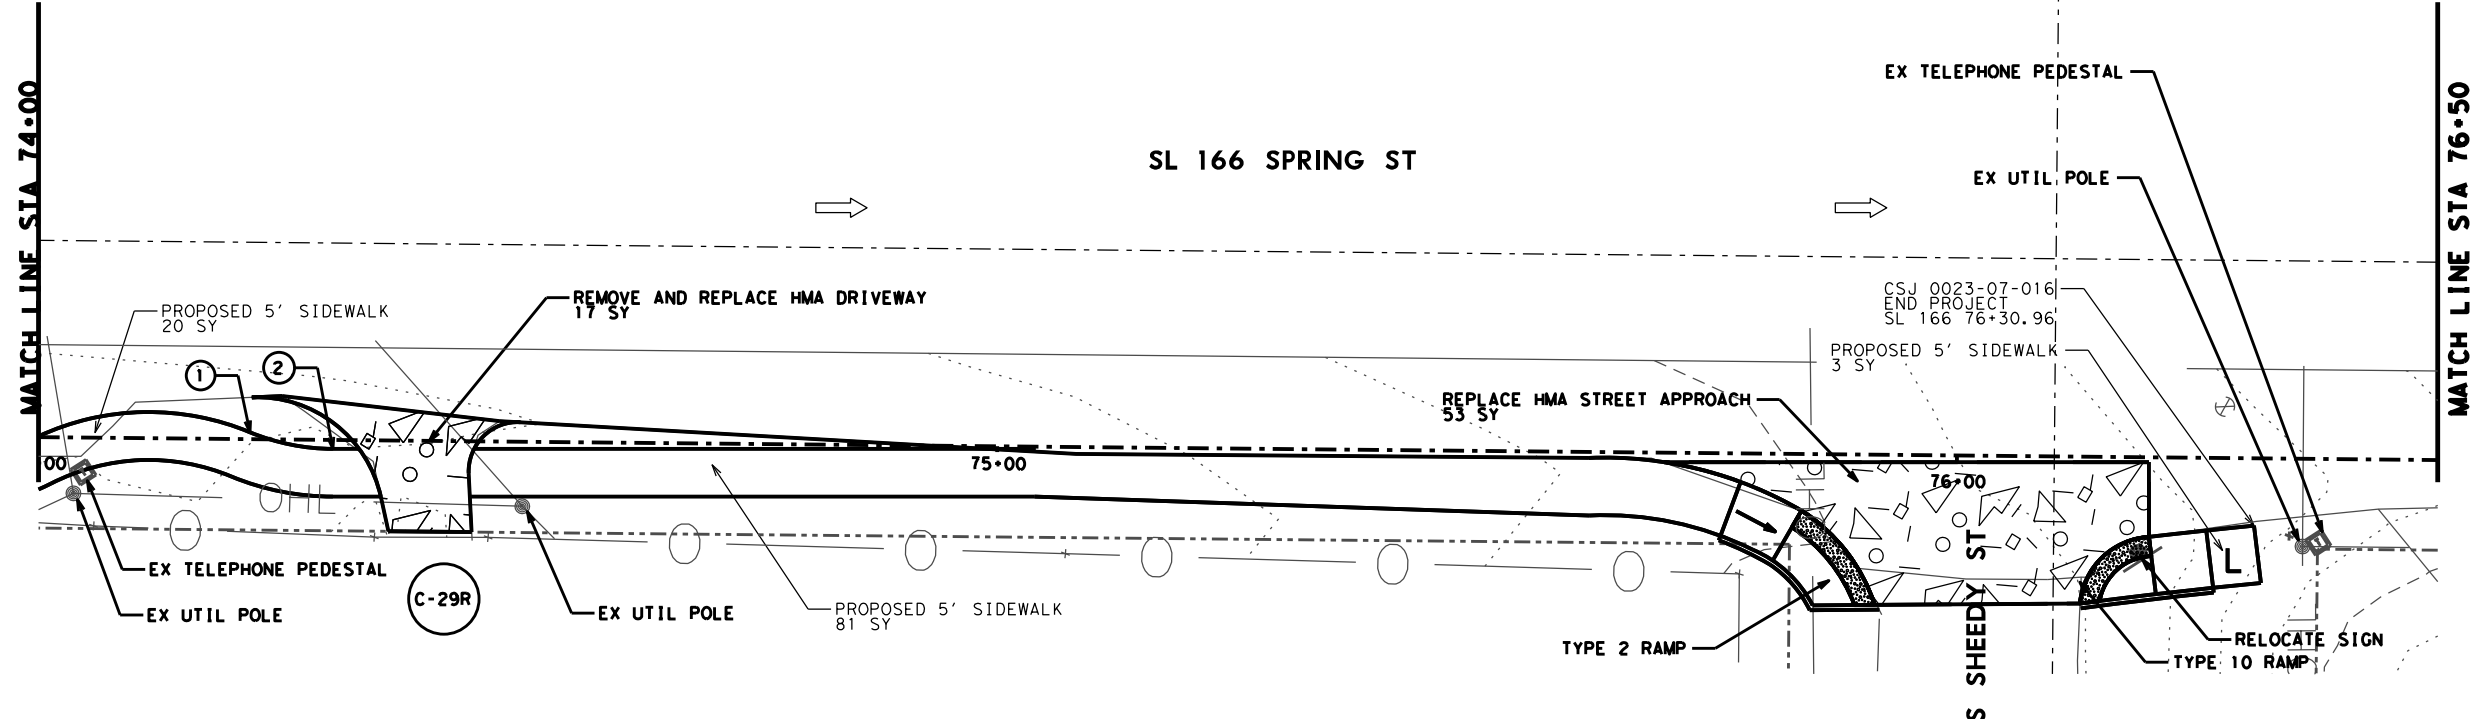 MATCH LINE STA 74+00
EX TELEPHONE PEDESTAL
EX UTIL POLE
SL 166 SPRING ST
MATCH LINE STA 76+50
CSJ 0023-07-016
END PROJECT
SL 166 76+30.96
PROPOSED 5' SIDEWALK
3 SY
REMOVE AND REPLACE HMA DRIVEWAY
17 SY
PROPOSED 5' SIDEWALK
20 SY
1
2
REPLACE HMA STREET APPROACH
53 SY
00
75+00
76+00
OHL
L
EX TELEPHONE PEDESTAL
EX UTIL POLE
C-29R
EX UTIL POLE
PROPOSED 5' SIDEWALK
81 SY
TYPE 2 RAMP
S SHEEDY ST
RELOCATE SIGN
TYPE 10 RAMP